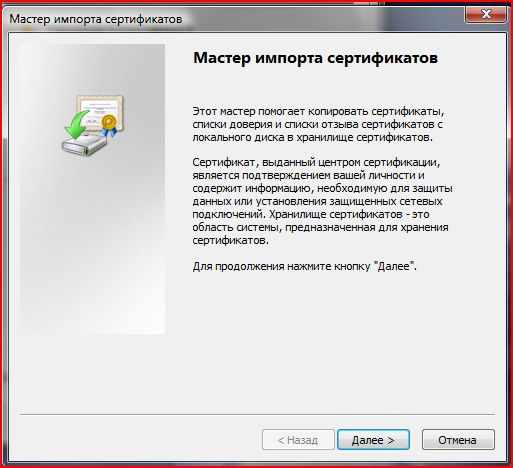 Мастер импорта сертификатов
Мастер импорта сертификатов
Этот мастер помогает копировать сертификаты,
списки доверия и списки отзыва сертификатов с
локального диска в хранилище сертификатов.
Сертификат, выданный центром сертификации,
является подтверждением вашей личности и
содержит информацию, необходимую для защиты
данных или установления защищенных сетевых
подключений. Хранилище сертификатов - это
область системы, предназначенная для хранения
сертификатов.
Для продолжения нажмите кнопку "Далее".
< Назад
Далее >
Отмена